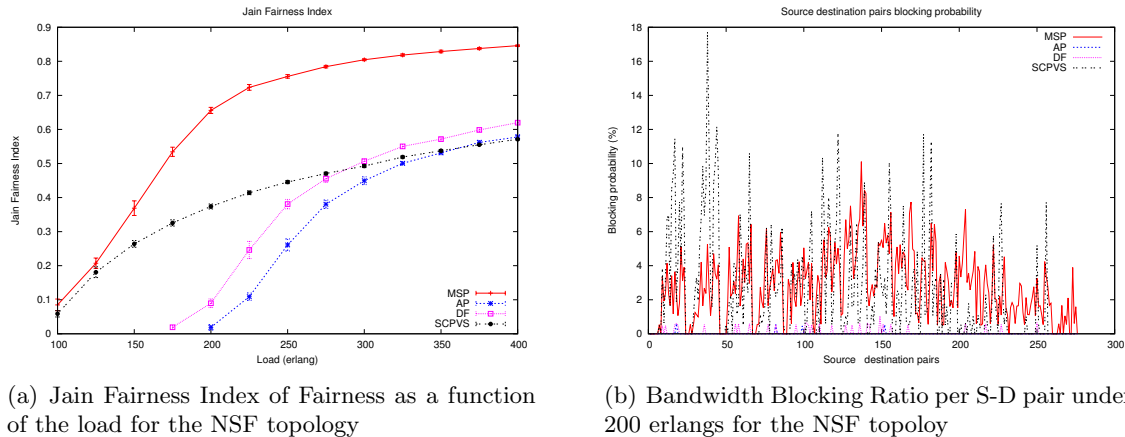 Jain Fairness Index
Jain Fairness Index
0.9
0.8
0.7
0.6
0.5
0.4
0.3
0.2
0.1
0
100
150
200
250
300
350
400
Load (erlang)
MSP
AP
DF
SCPVS
(a) Jain Fairness Index of Fairness as a function
of the load for the NSF topology
Source destination pairs blocking probability
Blocking probability (%)
18
16
14
12
10
8
6
4
2
0
0
50
100
150
200
250
300
Source destination pairs
MSP
AP
DF
SCPVS
(b) Bandwidth Blocking Ratio per S-D pair under
200 erlangs for the NSF topoloy